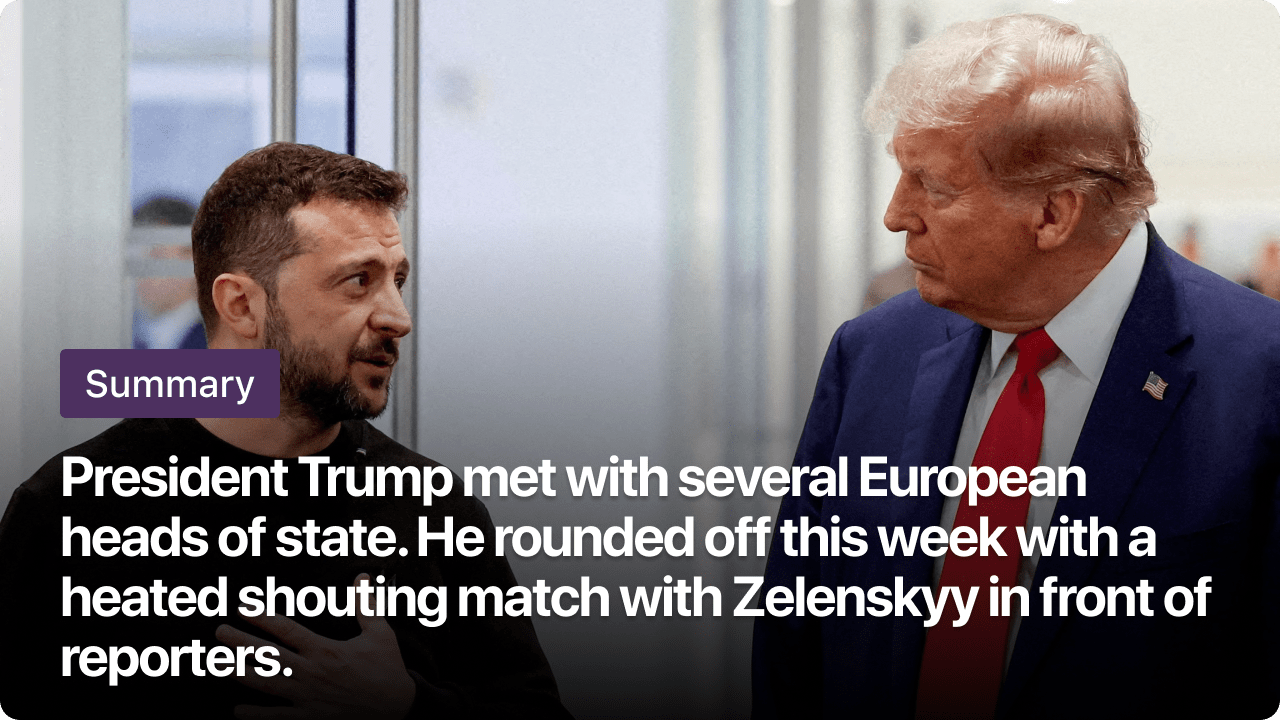 Summary
President Trump met with several European
heads of state. He rounded off this week with a
heated shouting match with Zelenskyy in front of
reporters.